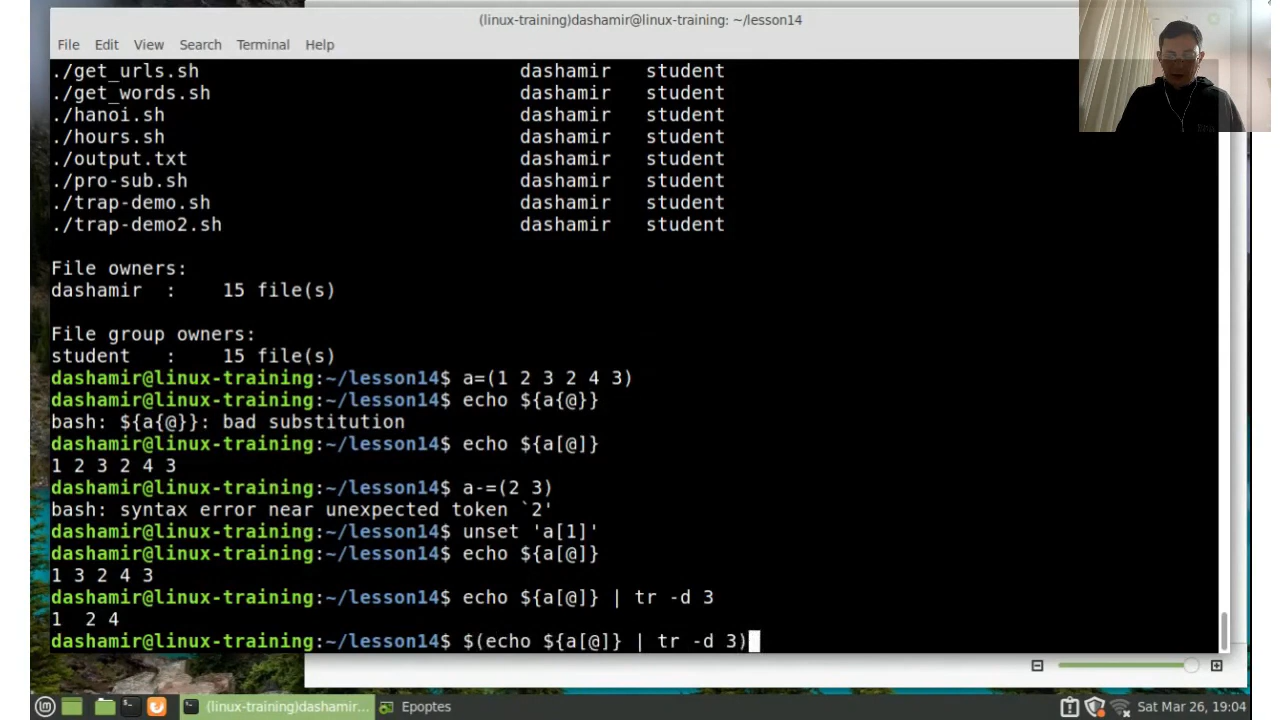 (linux-training)dashamir@linux-training: ~/lesson14
File Edit View Search Terminal Help
./get_urls.sh dashamir student
./get_words.sh dashamir student
./hanoi.sh dashamir student
./hours.sh dashamir student
./output.txt dashamir student
./pro-sub.sh dashamir student
./trap-demo.sh dashamir student
./trap-demo2.sh dashamir student
File owners:
dashamir : 15 file(s)
File group owners:
student : 15 file(s)
dashamir@linux-training:~/lesson14$ a=(1 2 3 2 4 3)
dashamir@linux-training:~/lesson14$ echo ${a{@}}
bash: ${a{@}}: bad substitution
dashamir@linux-training:~/lesson14$ echo ${a[@]}
1 2 3 2 4 3
dashamir@linux-training:~/lesson14$ a-=(2 3)
bash: syntax error near unexpected token `2'
dashamir@linux-training:~/lesson14$ unset 'a[1]'
dashamir@linux-training:~/lesson14$ echo ${a[@]}
1 3 2 4 3
dashamir@linux-training:~/lesson14$ echo ${a[@]} | tr -d 3
1  2 4
dashamir@linux-training:~/lesson14$ $(echo ${a[@]} | tr -d 3)
(linux-training)dashamir... Epoptes Sat Mar 26, 19:04